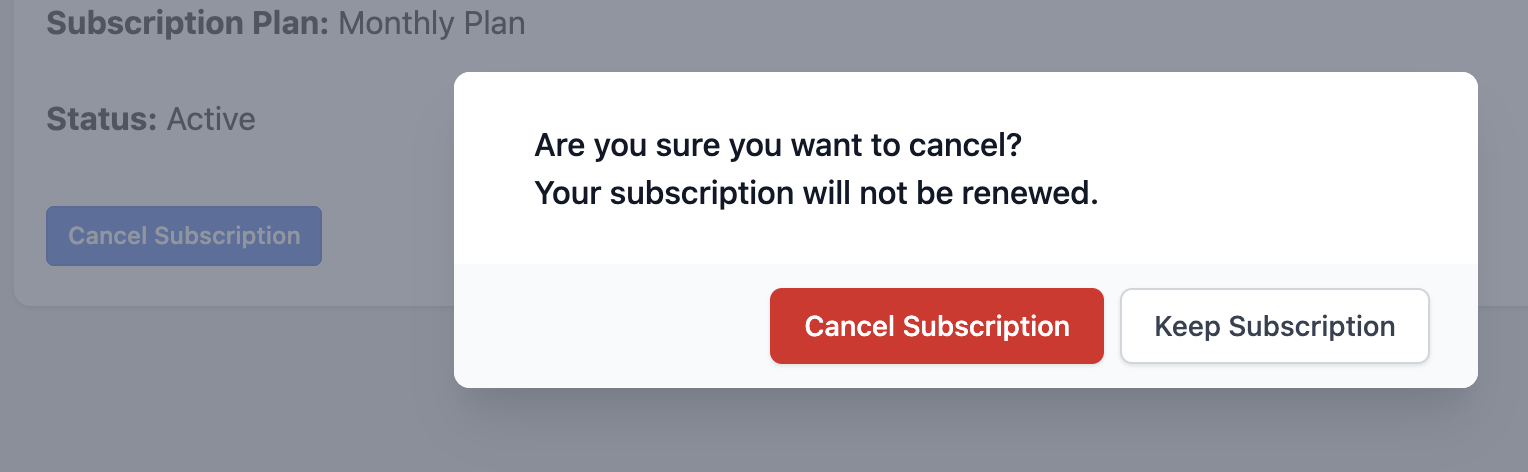 Subscription Plan: Monthly Plan
Status: Active
Cancel Subscription
Are you sure you want to cancel?
Your subscription will not be renewed.
Cancel Subscription
Keep Subscription